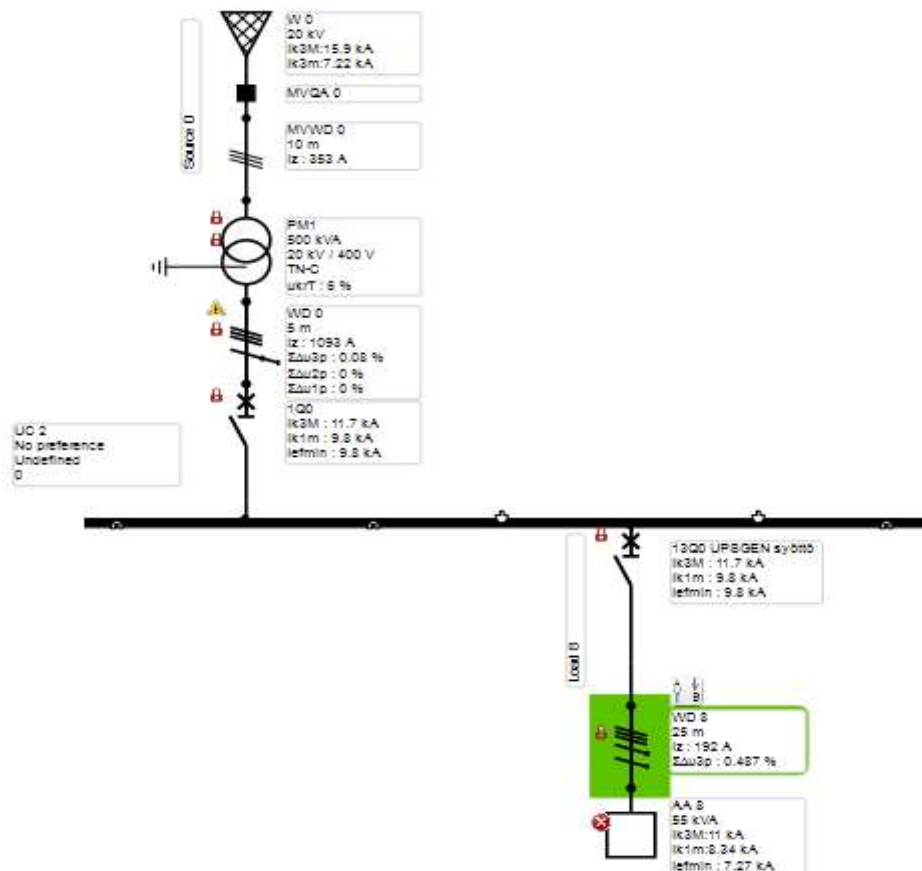 W 0
20 kV
Ik3M:15.9 kA
Ik3m:7.22 kA
MVQA 0
Source 0
MVWD 0
10 m
Iz : 353 A
PM1
500 kVA
20 kV / 400 V
TN-C
ukrT : 5 %
WD 0
5 m
Iz : 1093 A
ΣΔu3p : 0.08 %
ΣΔu2p : 0 %
ΣΔu1p : 0 %
1Q0
Ik3M : 11.7 kA
Ik1m : 9.8 kA
Iefmin : 9.8 kA
UC 2
No preference
Undefined
0
13Q0 UPSGEN syöttö
Ik3M : 11.7 kA
Ik1m : 9.8 kA
Iefmin : 9.8 kA
Load 8
WD 8
25 m
Iz : 192 A
ΣΔu3p : 0.487 %
AA 8
55 kVA
Ik3M:11 kA
Ik1m:8.34 kA
Iefmin : 7.27 kA